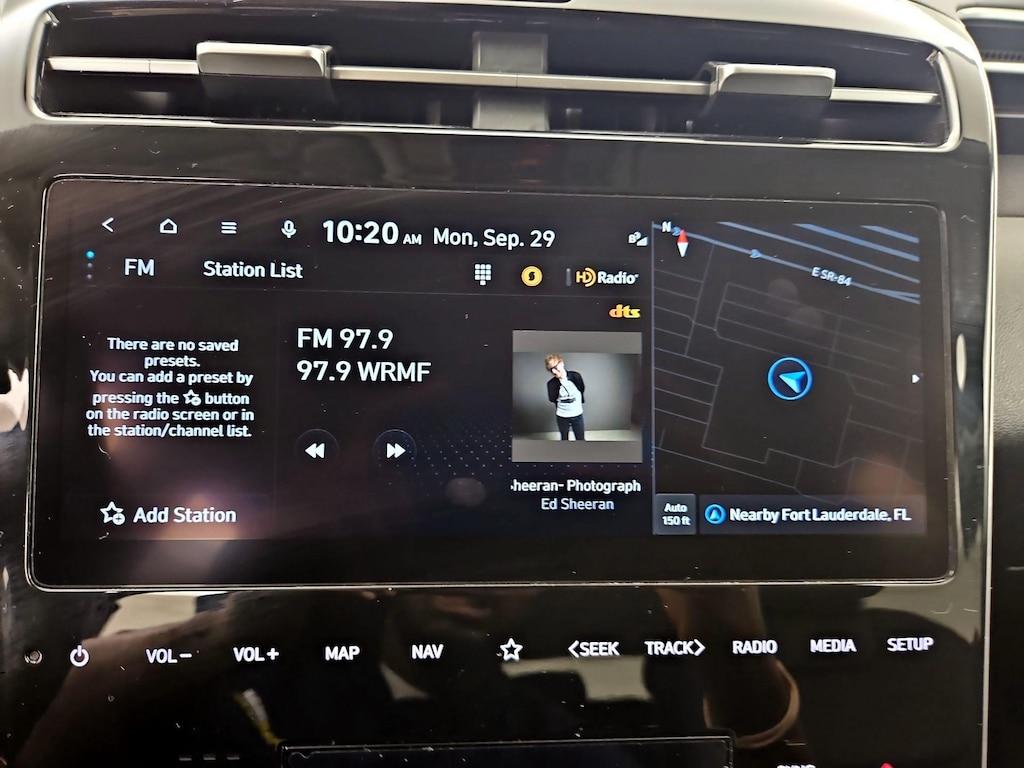 10:20 AM Mon, Sep. 29
FM
Station List
HD Radio
dts
There are no saved
presets.
You can add a preset by
pressing the button
on the radio screen or in
the station/channel list.
Add Station
FM 97.9
97.9 WRMF
heeran- Photograph
Ed Sheeran
N
2
2
E SR-84
Auto
150 ft
Nearby Fort Lauderdale, FL
VOL−
VOL+
MAP
NAV
<SEEK
TRACK>
RADIO
MEDIA
SETUP